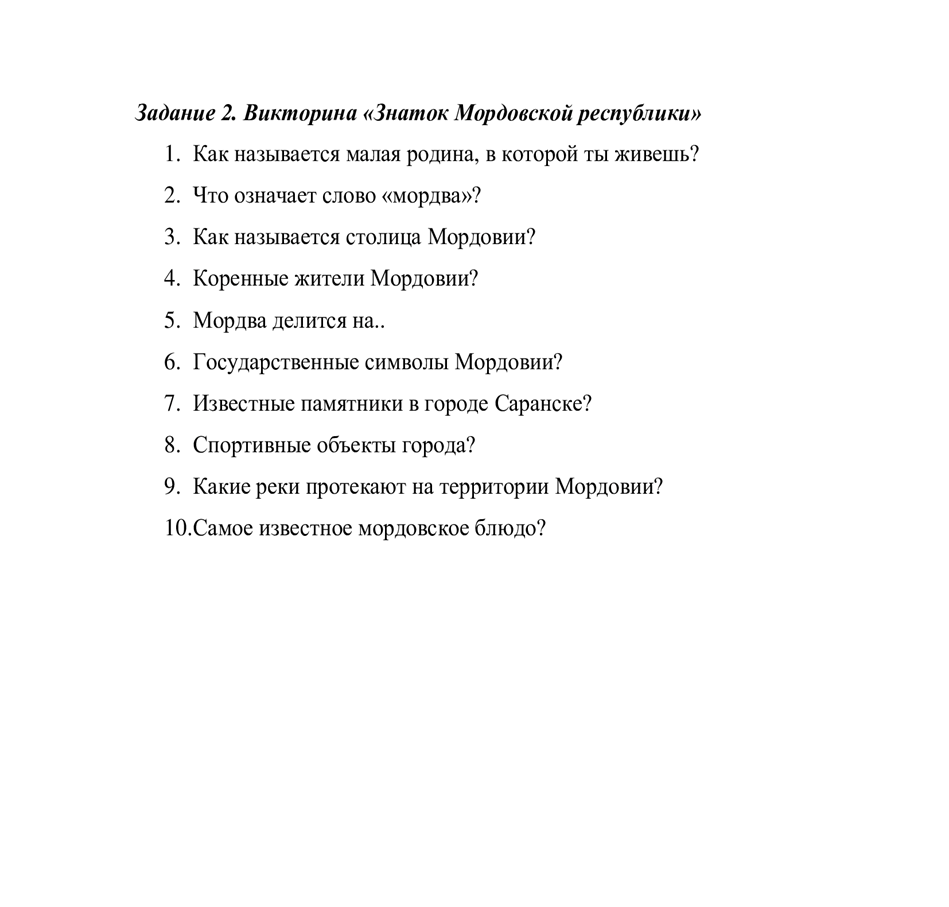 Задание 2. Викторина «Знаток Мордовской республики»
1. Как называется малая родина, в которой ты живешь?
2. Что означает слово «мордва»?
3. Как называется столица Мордовии?
4. Коренные жители Мордовии?
5. Мордва делится на..
6. Государственные символы Мордовии?
7. Известные памятники в городе Саранске?
8. Спортивные объекты города?
9. Какие реки протекают на территории Мордовии?
10.Самое известное мордовское блюдо?